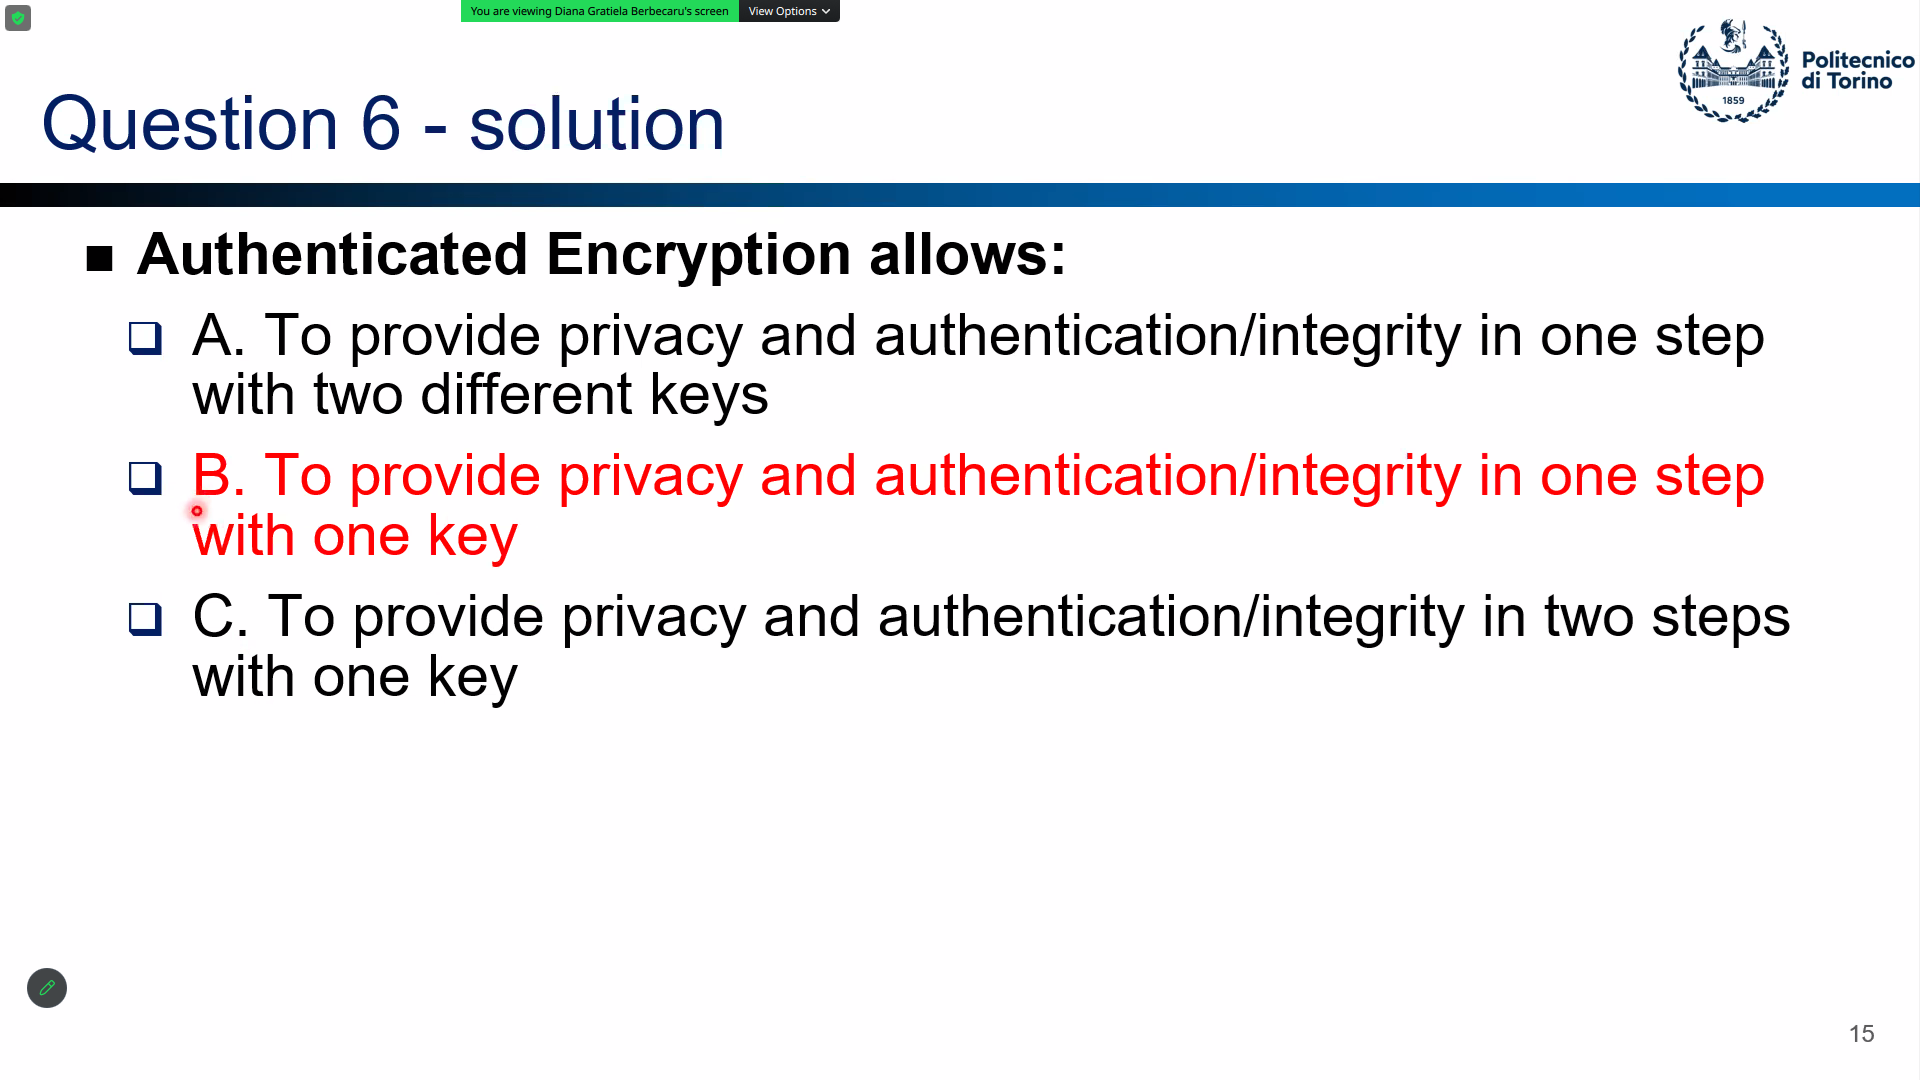 You are viewing Diana Gratiela Berbecaru's screen View Options
1859
Politecnico
di Torino
Question 6 - solution
Authenticated Encryption allows:
A. To provide privacy and authentication/integrity in one step
with two different keys
B. To provide privacy and authentication/integrity in one step
with one key
C. To provide privacy and authentication/integrity in two steps
with one key
15